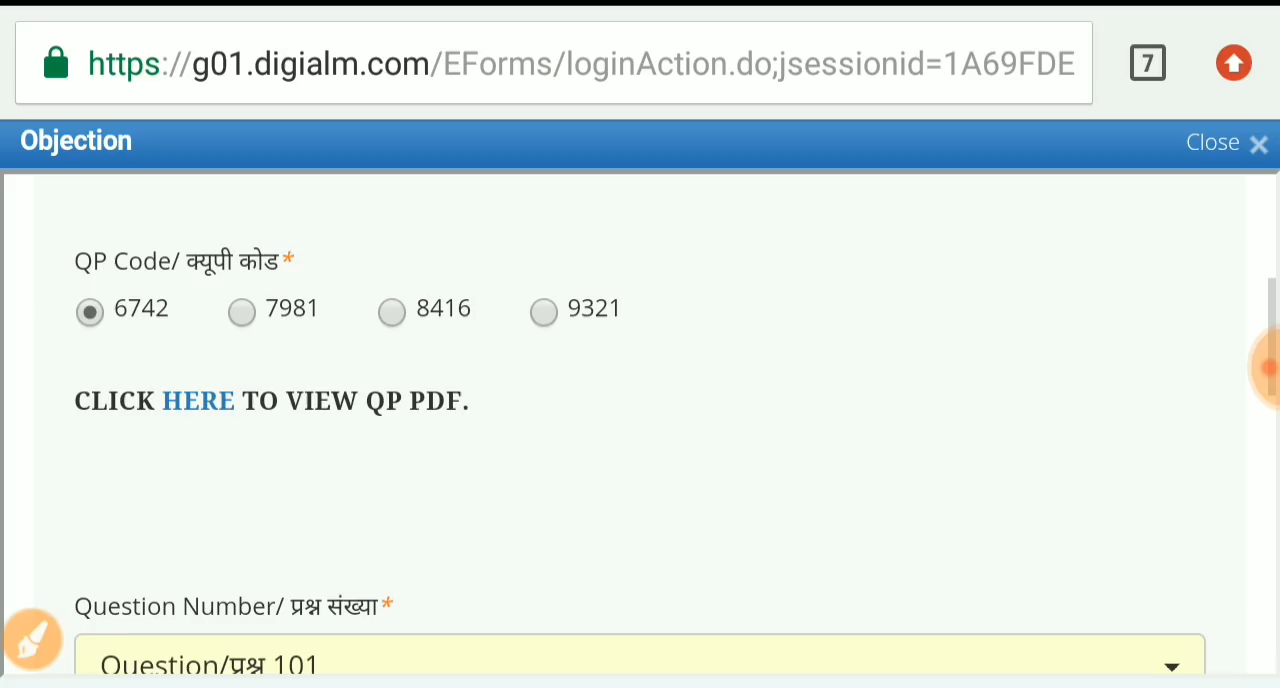 https://g01.digialm.com/EForms/loginAction.do;jsessionid=1A69FDE
7
Objection
Close
QP Code/ क्यूपी कोड*
6742 7981 8416 9321
CLICK HERE TO VIEW QP PDF.
Question Number/ प्रश्न संख्या*
Question/प्रश्न 101